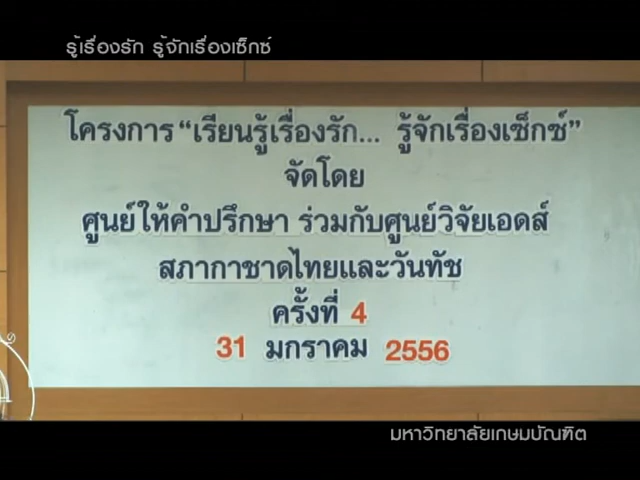 รู้เรื่องรัก รู้จักเรื่องเซ็กซ์
โครงการ “เรียนรู้เรื่องรัก... รู้จักเรื่องเซ็กซ์”
จัดโดย
ศูนย์ให้คำปรึกษา ร่วมกับศูนย์วิจัยเอดส์
สภากาชาดไทยและวันทัช
ครั้งที่ 4
31 มกราคม 2556
มหาวิทยาลัยเกษมบัณฑิต